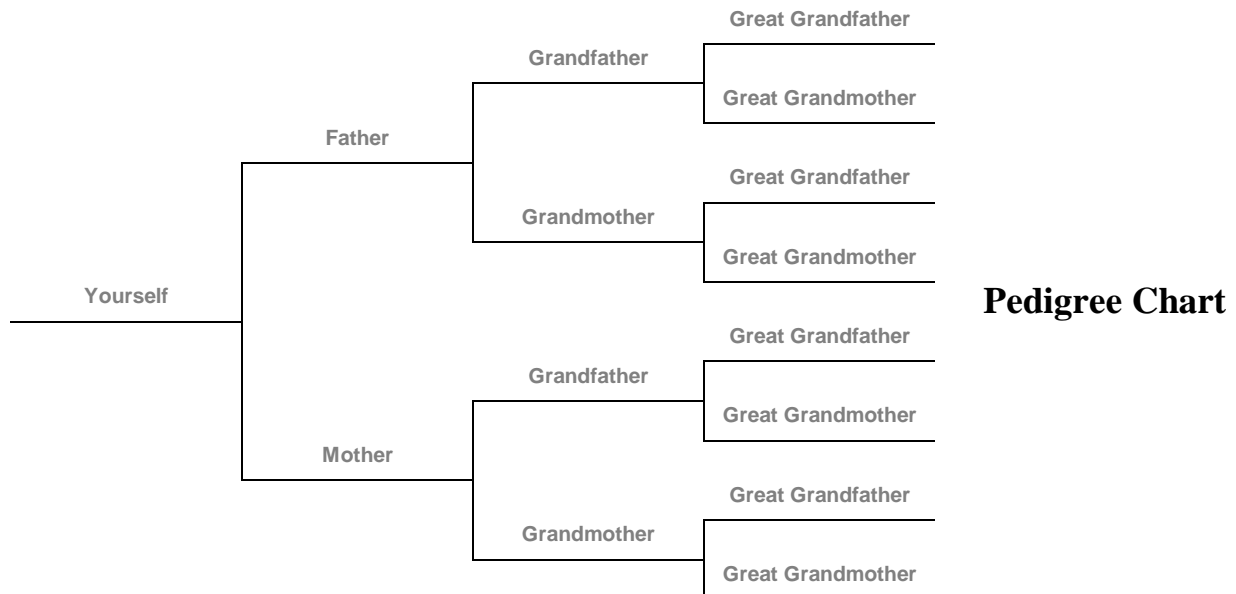 Great Grandfather
Grandfather
Great Grandmother
Father
Great Grandfather
Grandmother
Great Grandmother
Yourself
Pedigree Chart
Great Grandfather
Grandfather
Great Grandmother
Mother
Great Grandfather
Grandmother
Great Grandmother